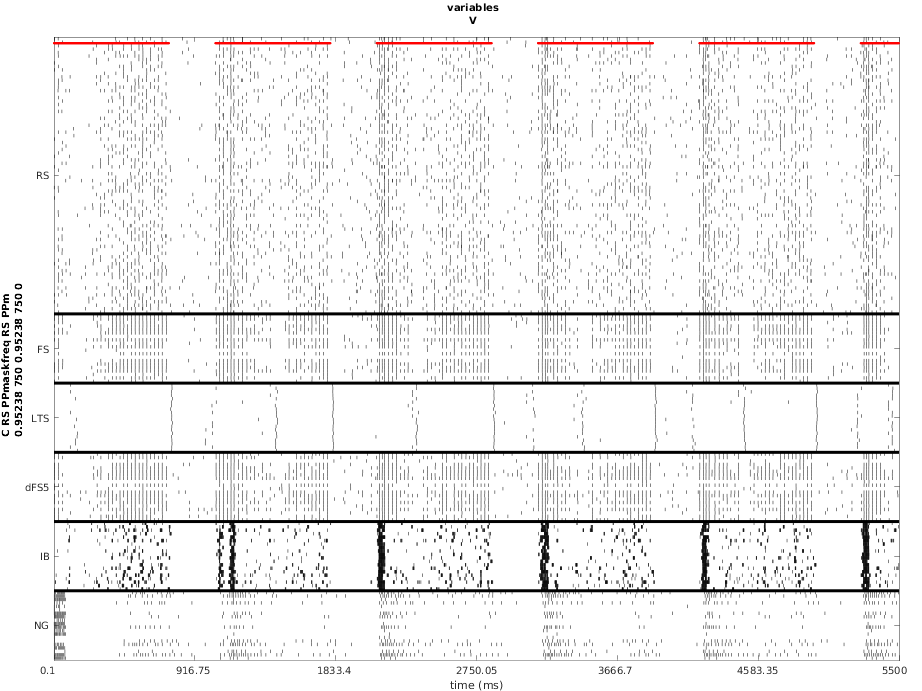 variables
V
C RS PPmaskfreq RS PPm
0.95238 750 0.95238 750 0
RS
FS
LTS
dFS5
IB
NG
0.1 916.75 1833.4 2750.05 3666.7 4583.35 5500
time (ms)